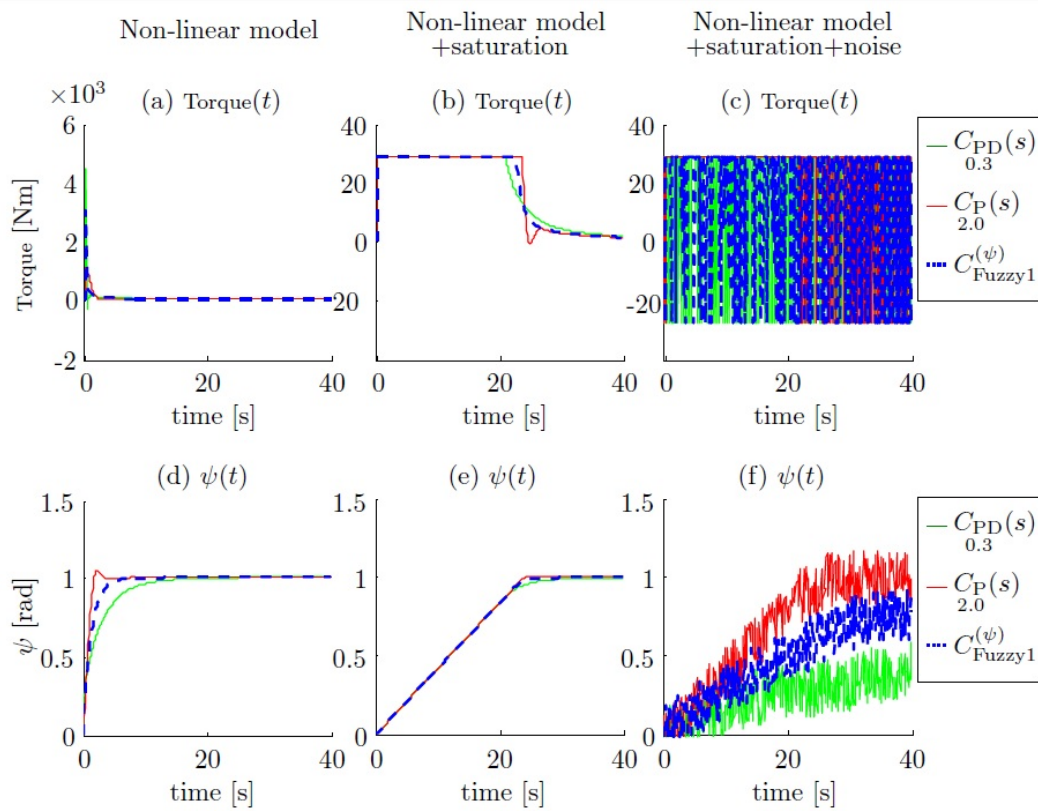 Non-linear model
Non-linear model
+saturation
Non-linear model
+saturation+noise
×10³
(a) Torque(t)
(b) Torque(t)
(c) Torque(t)
6
4
2
0
-2
Torque [Nm]
0
20
40
time [s]
40
20
0
20
0
20
40
time [s]
40
20
0
-20
0
20
40
time [s]
C_PD(s)
0.3
C_P(s)
2.0
C_Fuzzy1^(ψ)
(d) ψ(t)
(e) ψ(t)
(f) ψ(t)
1.5
1
0.5
0
ψ [rad]
0
20
40
time [s]
1.5
1
0.5
0
0
20
40
time [s]
1.5
1
0.5
0
0
20
40
time [s]
C_PD(s)
0.3
C_P(s)
2.0
C_Fuzzy1^(ψ)